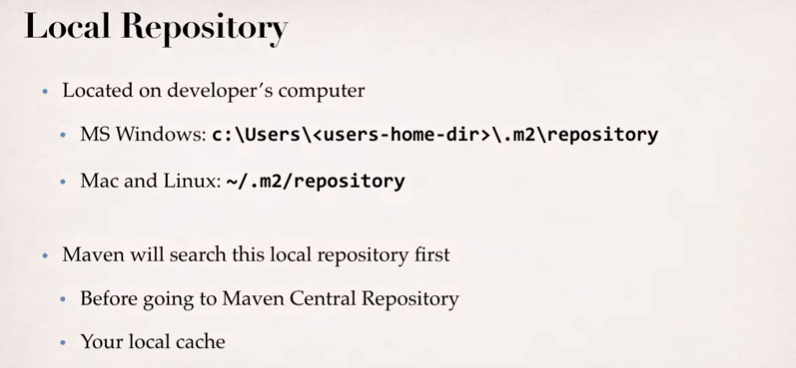 Local Repository
• Located on developer's computer
• MS Windows: c:\Users\<users-home-dir>\.m2\repository
• Mac and Linux: ~/.m2/repository
• Maven will search this local repository first
• Before going to Maven Central Repository
• Your local cache